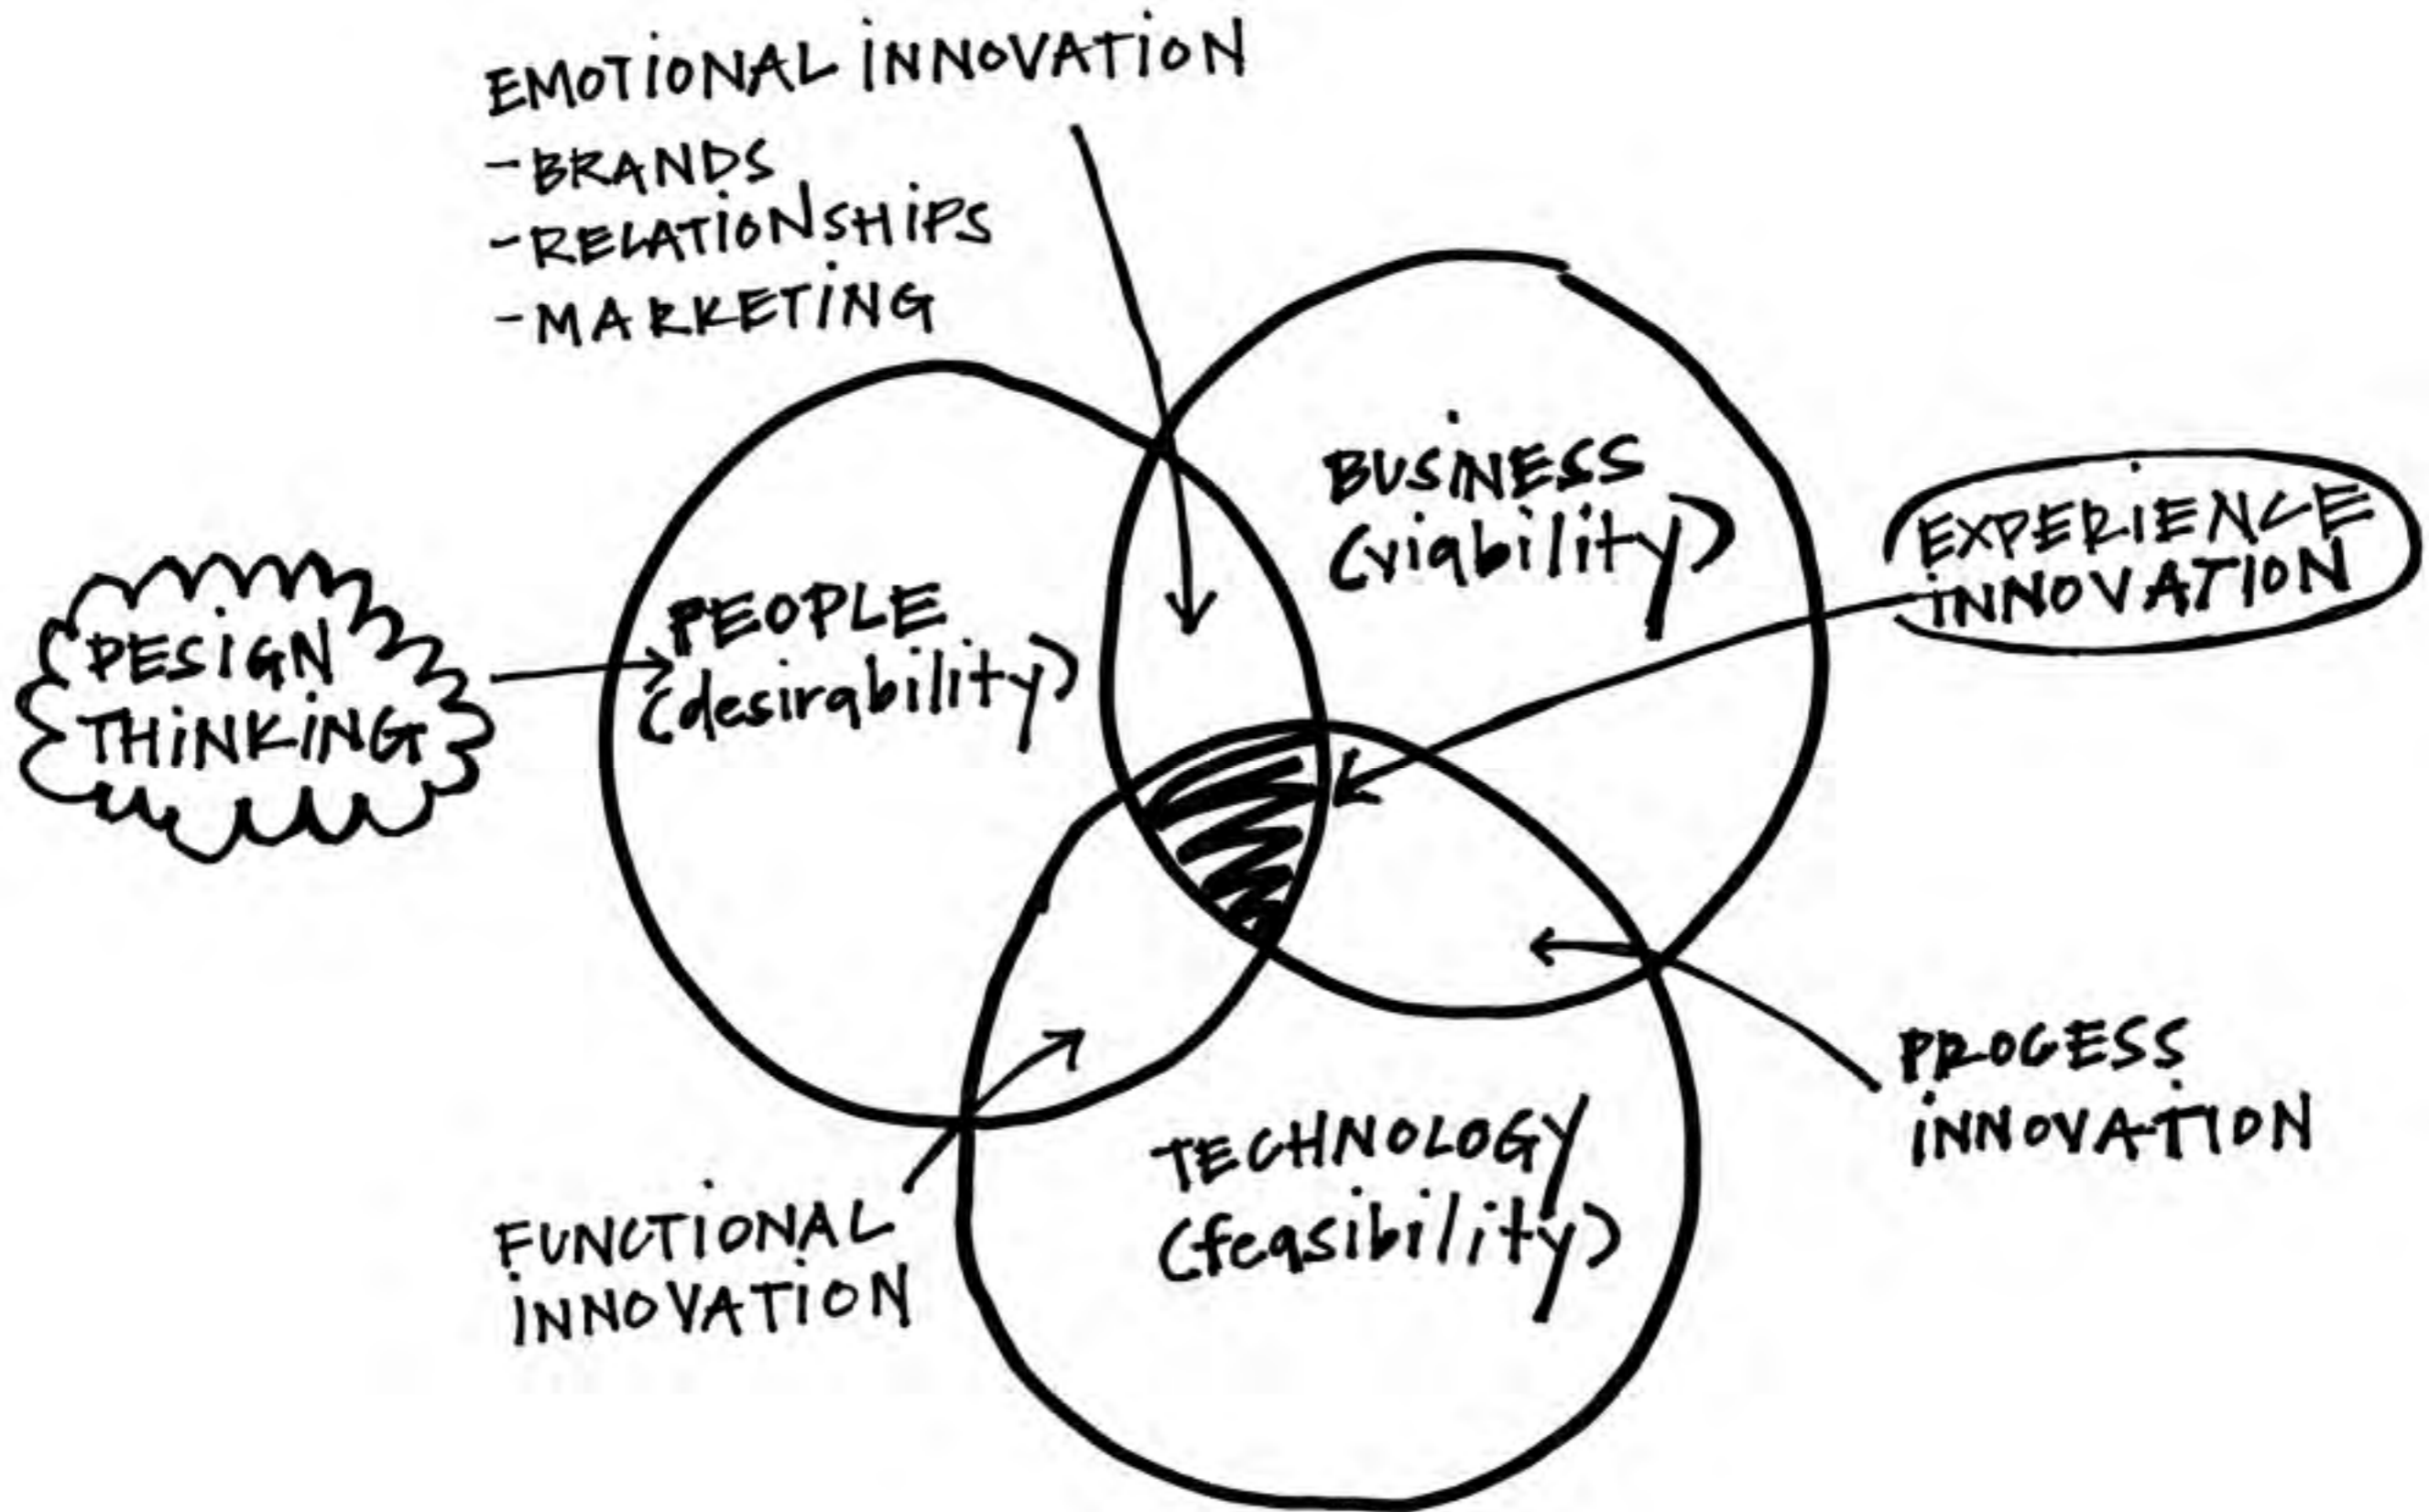 EMOTIONAL INNOVATION
- BRANDS
- RELATIONSHIPS
- MARKETING
BUSINESS
(viability)
EXPERIENCE
INNOVATION
PEOPLE
(desirability)
DESIGN
THINKING
PROCESS
INNOVATION
TECHNOLOGY
(feasibility)
FUNCTIONAL
INNOVATION